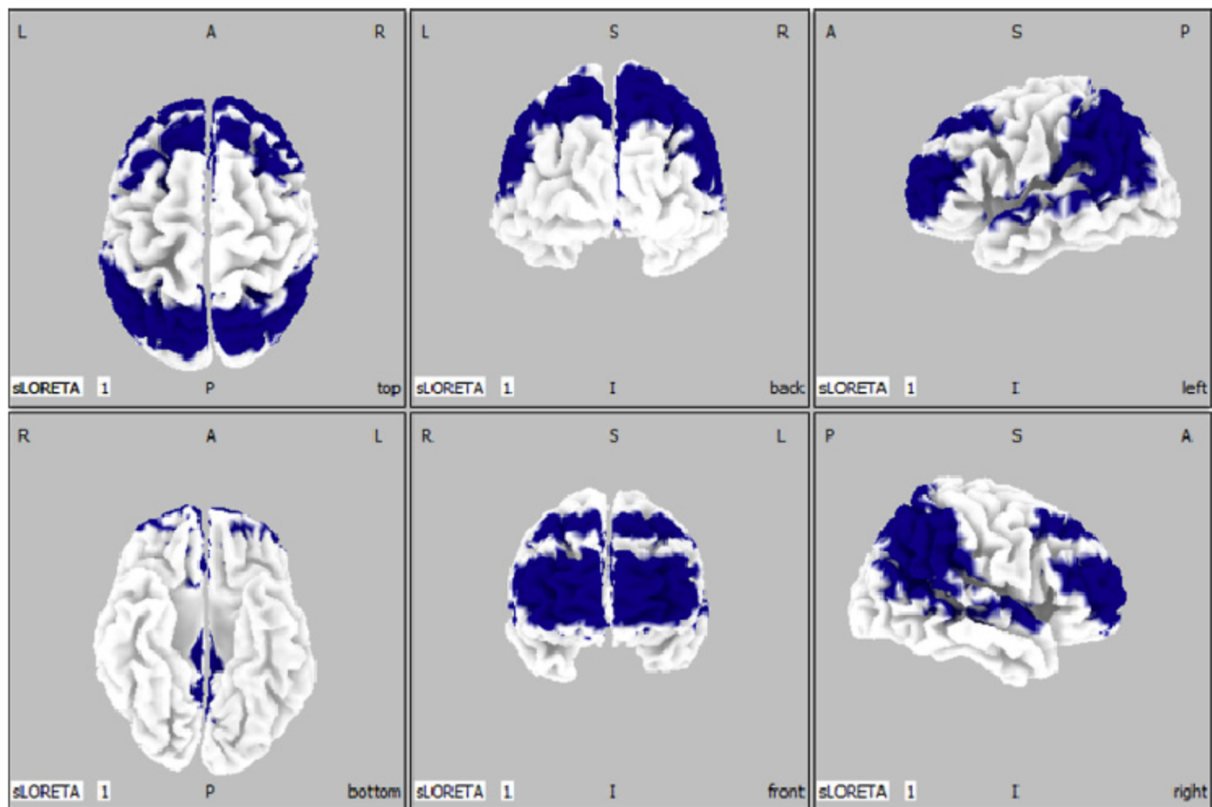 L A R
sLORETA 1 P top
L S R
sLORETA 1 I back
A S P
sLORETA 1 I left
R A L
sLORETA 1 P bottom
R S L
sLORETA 1 I front
P S A
sLORETA 1 I right